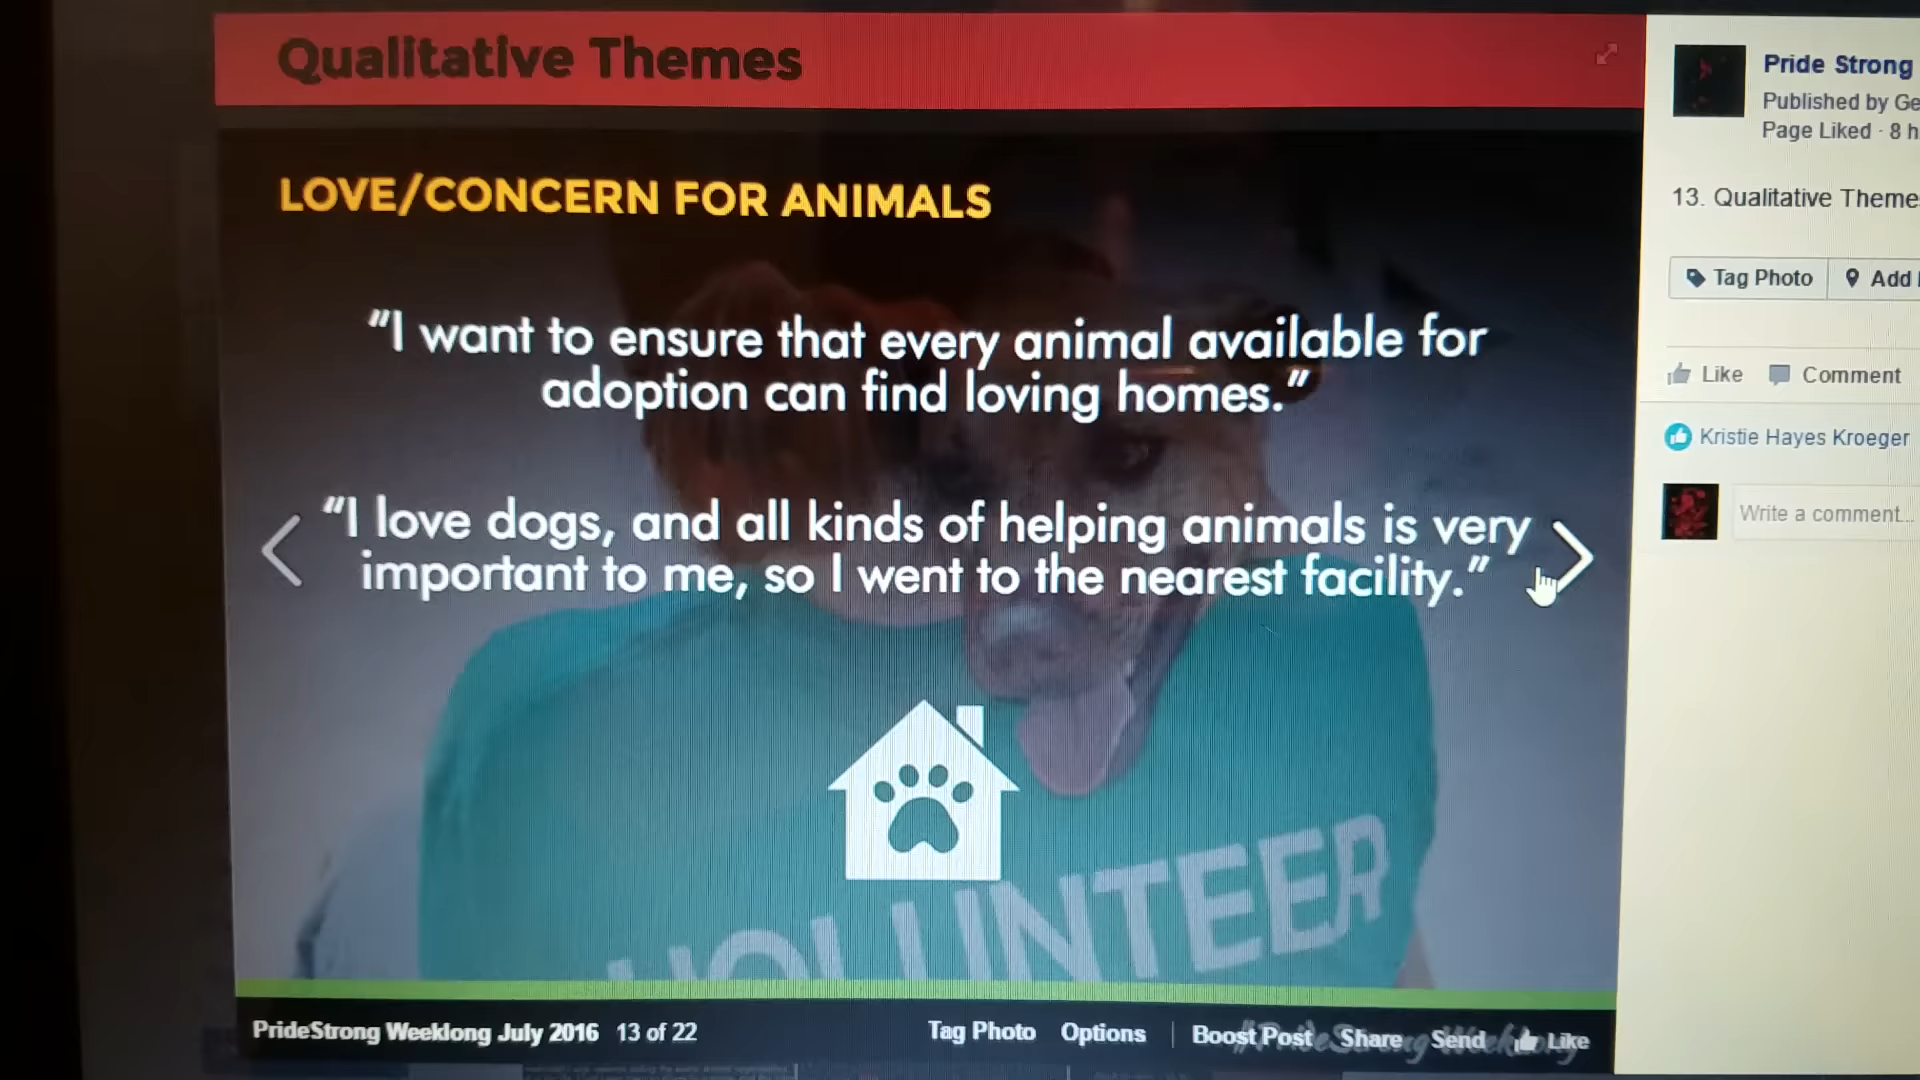 Qualitative Themes
LOVE/CONCERN FOR ANIMALS
"I want to ensure that every animal available for
adoption can find loving homes."
"I love dogs, and all kinds of helping animals is very
important to me, so I went to the nearest facility."
VOLUNTEER
PrideStrong Weeklong July 2016 13 of 22
Tag Photo Options Boost Post Share Send Like
#PrideStrongWeeklong
Pride Strong
Published by Ge
Page Liked · 8 h
13. Qualitative Theme
Tag Photo Add
Like Comment
Kristie Hayes Kroeger
Write a comment...